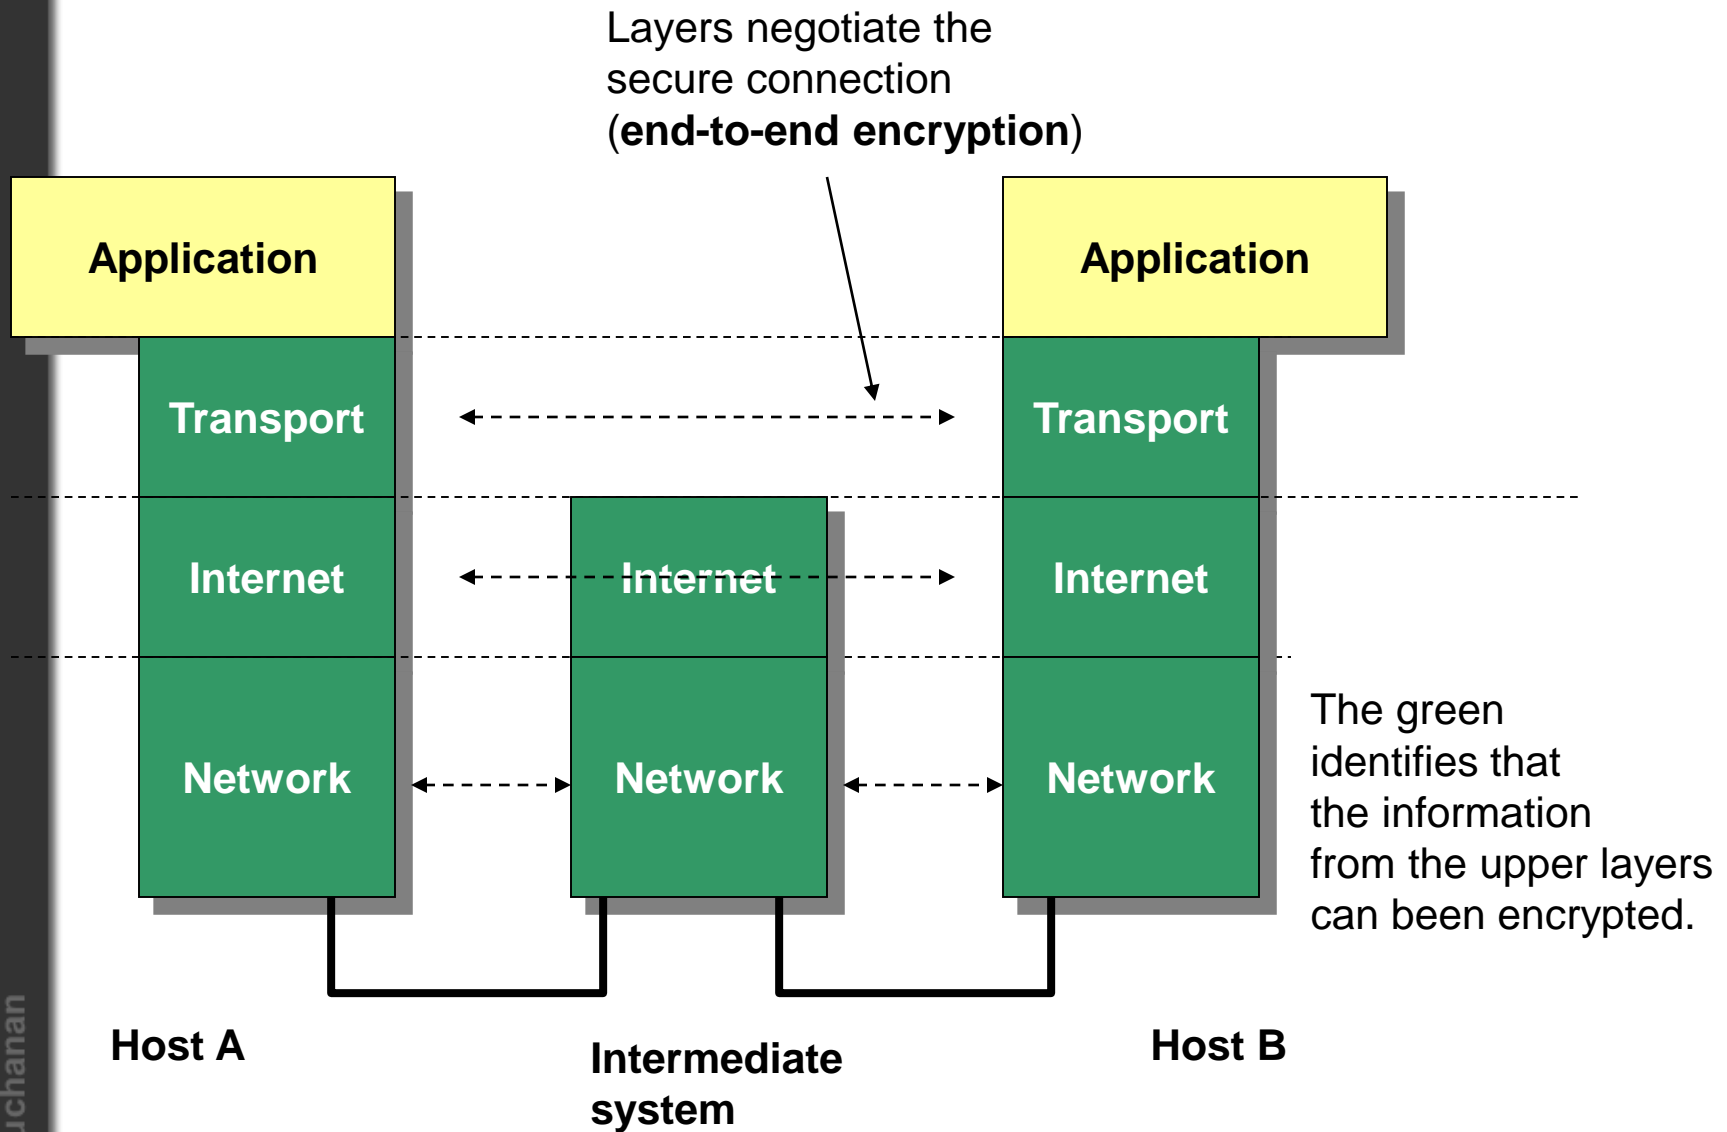 Layers negotiate the
secure connection
(end-to-end encryption)
Application
Application
Transport
Transport
Internet
Internet
Internet
Network
Network
Network
The green
identifies that
the information
from the upper layers
can been encrypted.
Host A
Intermediate
system
Host B